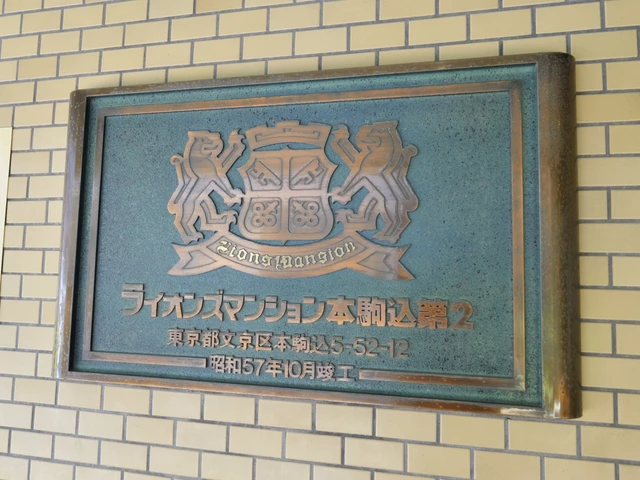 Lions Mansion
ライオンズマンション本駒込第2
東京都文京区本駒込5-52-12
昭和57年10月竣工